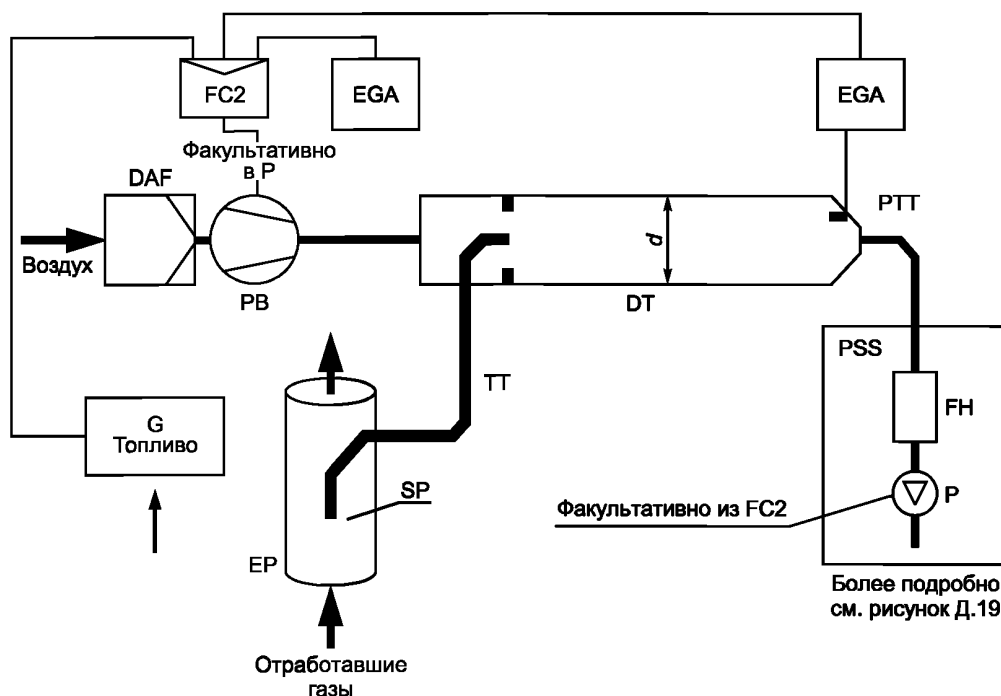 FC2
EGA
EGA
Факультативно
в P
DAF
Воздух
PB
d
DT
PTT
PSS
FH
P
TT
G
Топливо
SP
Факультативно из FC2
EP
Более подробно
см. рисунок Д.19
Отработавшие
газы